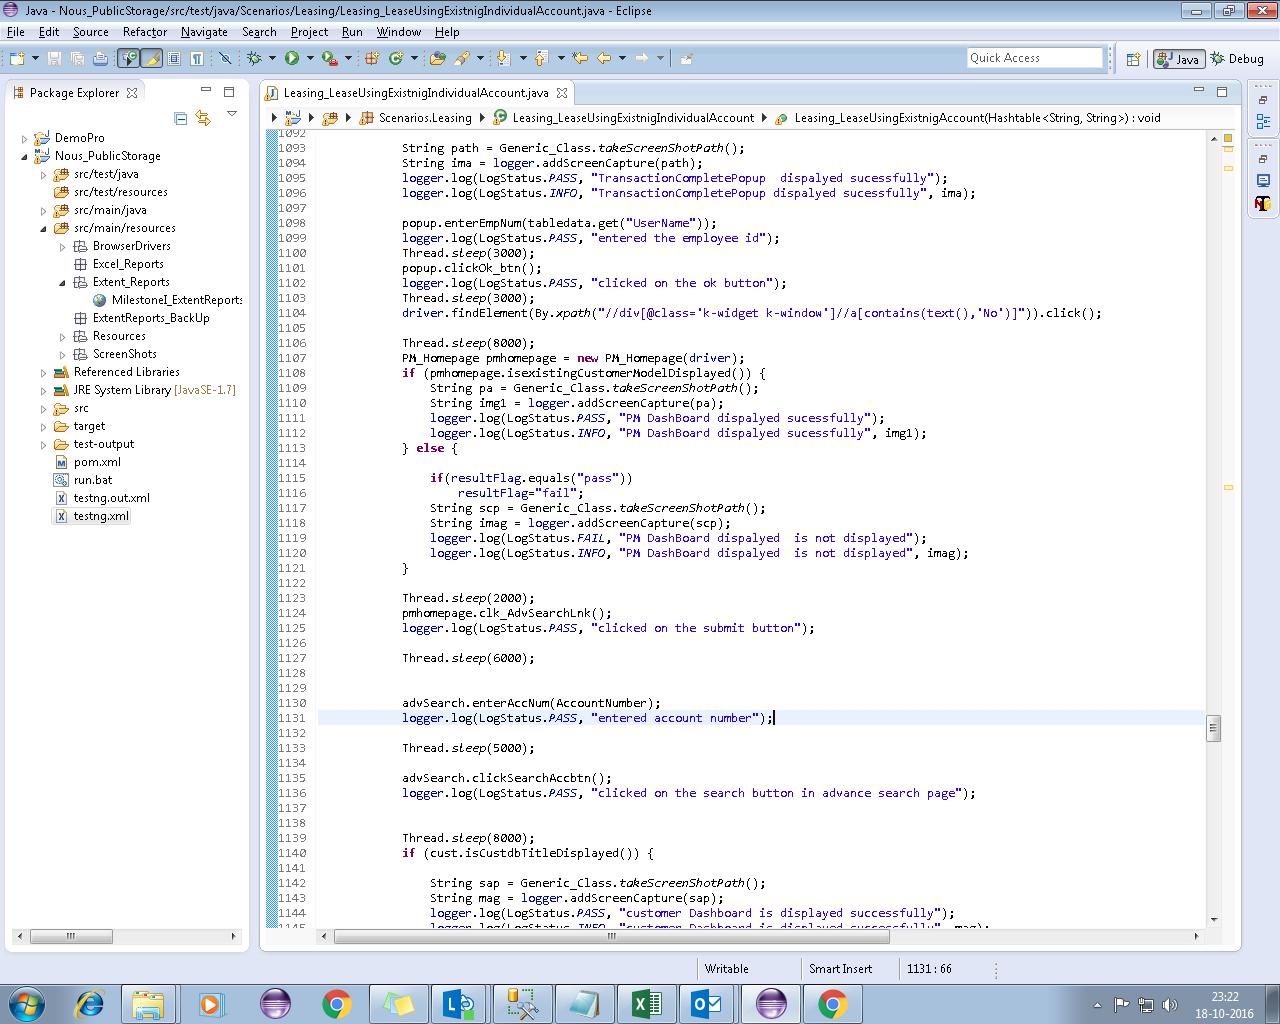 Java - Nous_PublicStorage/src/test/java/Scenarios/Leasing/Leasing_LeaseUsingExistnigIndividualAccount.java - Eclipse
File Edit Source Refactor Navigate Search Project Run Window Help
Quick Access
Java
Debug
Package Explorer
DemoPro
Nous_PublicStorage
src/test/java
src/test/resources
src/main/java
src/main/resources
BrowserDrivers
Excel_Reports
Extent_Reports
MilestoneI_ExtentReports
ExtentReports_BackUp
Resources
ScreenShots
Referenced Libraries
JRE System Library [JavaSE-1.7]
src
target
test-output
pom.xml
run.bat
testng.out.xml
testng.xml
Leasing_LeaseUsingExistnigIndividualAccount.java
Scenarios.Leasing
Leasing_LeaseUsingExistnigIndividualAccount
Leasing_LeaseUsingExistnigAccount(Hashtable<String, String>) : void
1092
1093 String path = Generic_Class.takeScreenShotPath();
1094 String ima = logger.addScreenCapture(path);
1095 logger.log(LogStatus.PASS, "TransactionCompletePopup  dispalyed sucessfully");
1096 logger.log(LogStatus.INFO, "TransactionCompletePopup dispalyed sucessfully", ima);
1097
1098 popup.enterEmpNum(tabledata.get("UserName"));
1099 logger.log(LogStatus.PASS, "entered the employee id");
1100 Thread.sleep(3000);
1101 popup.clickOk_btn();
1102 logger.log(LogStatus.PASS, "clicked on the ok button");
1103 Thread.sleep(3000);
1104 driver.findElement(By.xpath("//div[@class='k-widget k-window']//a[contains(text(),'No')]")).click();
1105
1106 Thread.sleep(8000);
1107 PM_Homepage pmhomepage = new PM_Homepage(driver);
1108 if (pmhomepage.isexistingCustomerModelDisplayed()) {
1109 String pa = Generic_Class.takeScreenShotPath();
1110 String img1 = logger.addScreenCapture(pa);
1111 logger.log(LogStatus.PASS, "PM DashBoard dispalyed sucessfully");
1112 logger.log(LogStatus.INFO, "PM DashBoard dispalyed sucessfully", img1);
1113 } else {
1114
1115 if(resultFlag.equals("pass"))
1116 resultFlag="fail";
1117 String scp = Generic_Class.takeScreenShotPath();
1118 String imag = logger.addScreenCapture(scp);
1119 logger.log(LogStatus.FAIL, "PM DashBoard dispalyed  is not displayed");
1120 logger.log(LogStatus.INFO, "PM DashBoard dispalyed  is not displayed", imag);
1121 }
1122
1123 Thread.sleep(2000);
1124 pmhomepage.clk_AdvSearchLnk();
1125 logger.log(LogStatus.PASS, "clicked on the submit button");
1126
1127 Thread.sleep(6000);
1128
1129
1130 advSearch.enterAccNum(AccountNumber);
1131 logger.log(LogStatus.PASS, "entered account number");
1132
1133 Thread.sleep(5000);
1134
1135 advSearch.clickSearchAccbtn();
1136 logger.log(LogStatus.PASS, "clicked on the search button in advance search page");
1137
1138
1139 Thread.sleep(8000);
1140 if (cust.isCustdbTitleDisplayed()) {
1141
1142 String sap = Generic_Class.takeScreenShotPath();
1143 String mag = logger.addScreenCapture(sap);
1144 logger.log(LogStatus.PASS, "customer Dashboard is displayed successfully");
1145 logger.log(LogStatus.INFO, "customer Dashboard is displayed successfully", mag);
Writable
Smart Insert
1131 : 66
23:22
18-10-2016